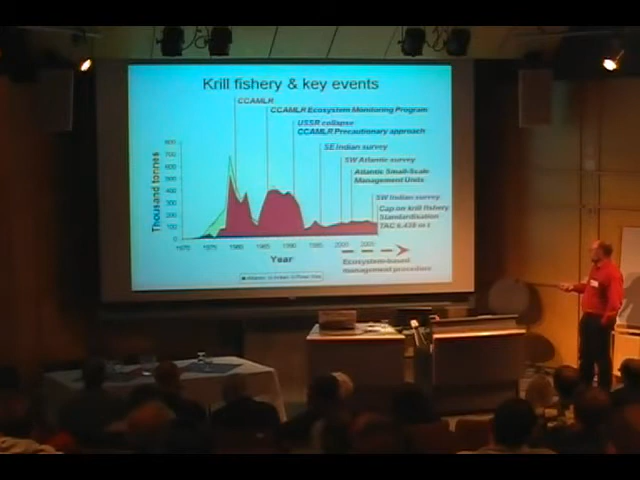 Krill fishery & key events
CCAMLR
CCAMLR Ecosystem Monitoring Program
USSR collapse
CCAMLR Precautionary approach
SE Indian survey
SW Atlantic survey
Atlantic Small-Scale
Management Units
SW Indian survey
Cap on krill fishery
Standardisation
Thousand tonnes
800
700
600
500
400
300
200
100
0
1970 1975 1980 1985 1990 1995 2000 2005
Year
Ecosystem-based
management procedure